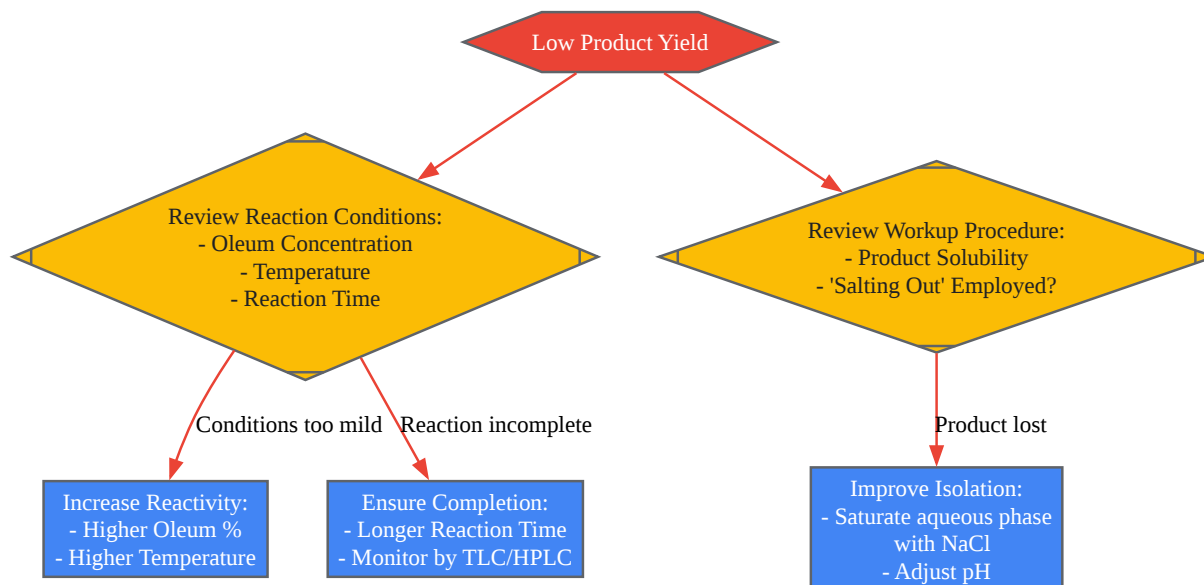 Low Product Yield
Review Reaction Conditions:
- Oleum Concentration
- Temperature
- Reaction Time
Review Workup Procedure:
- Product Solubility
- 'Salting Out' Employed?
Conditions too mild
Reaction incomplete
Product lost
Increase Reactivity:
- Higher Oleum %
- Higher Temperature
Ensure Completion:
- Longer Reaction Time
- Monitor by TLC/HPLC
Improve Isolation:
- Saturate aqueous phase
with NaCl
- Adjust pH